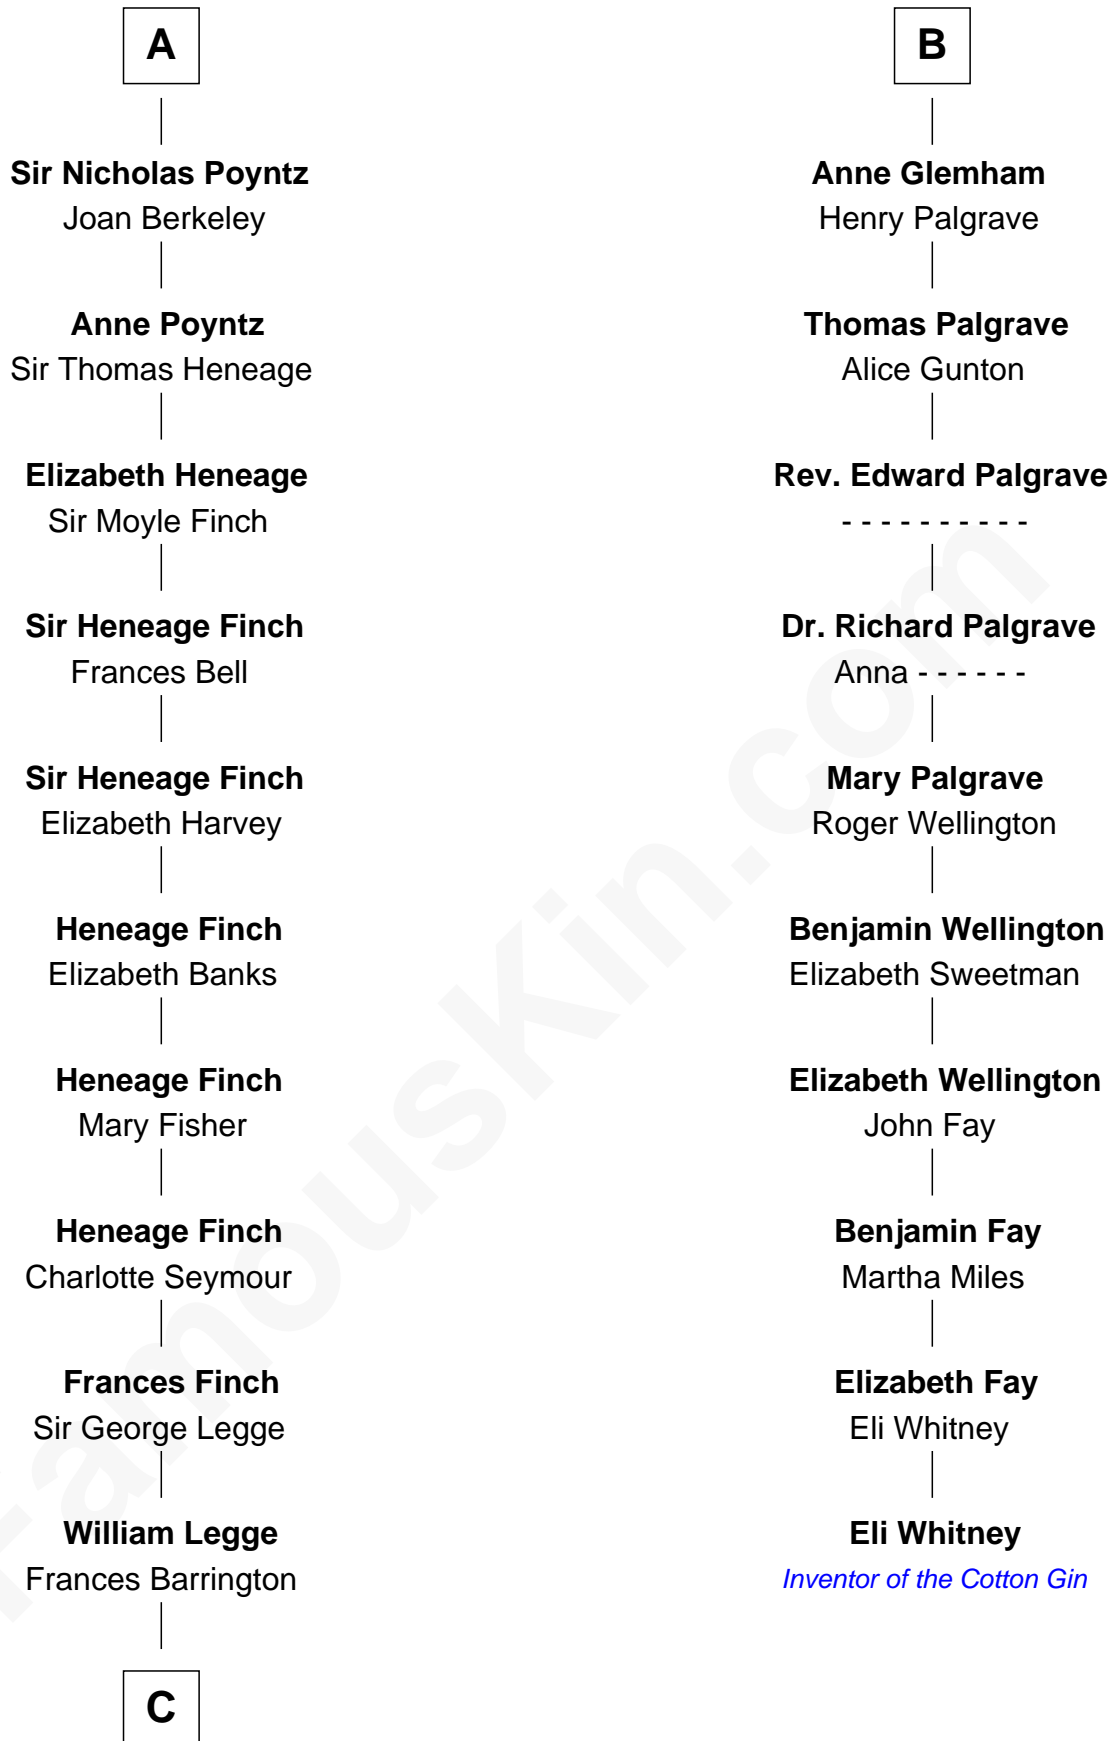 A
Sir Nicholas Poyntz
Joan Berkeley
Anne Poyntz
Sir Thomas Heneage
Elizabeth Heneage
Sir Moyle Finch
Sir Heneage Finch
Frances Bell
Sir Heneage Finch
Elizabeth Harvey
Heneage Finch
Elizabeth Banks
Heneage Finch
Mary Fisher
Heneage Finch
Charlotte Seymour
Frances Finch
Sir George Legge
William Legge
Frances Barrington
C
B
Anne Glemham
Henry Palgrave
Thomas Palgrave
Alice Gunton
Rev. Edward Palgrave
- - - - - - - - - -
Dr. Richard Palgrave
Anna - - - - - -
Mary Palgrave
Roger Wellington
Benjamin Wellington
Elizabeth Sweetman
Elizabeth Wellington
John Fay
Benjamin Fay
Martha Miles
Elizabeth Fay
Eli Whitney
Eli Whitney
Inventor of the Cotton Gin
FamousKin.com